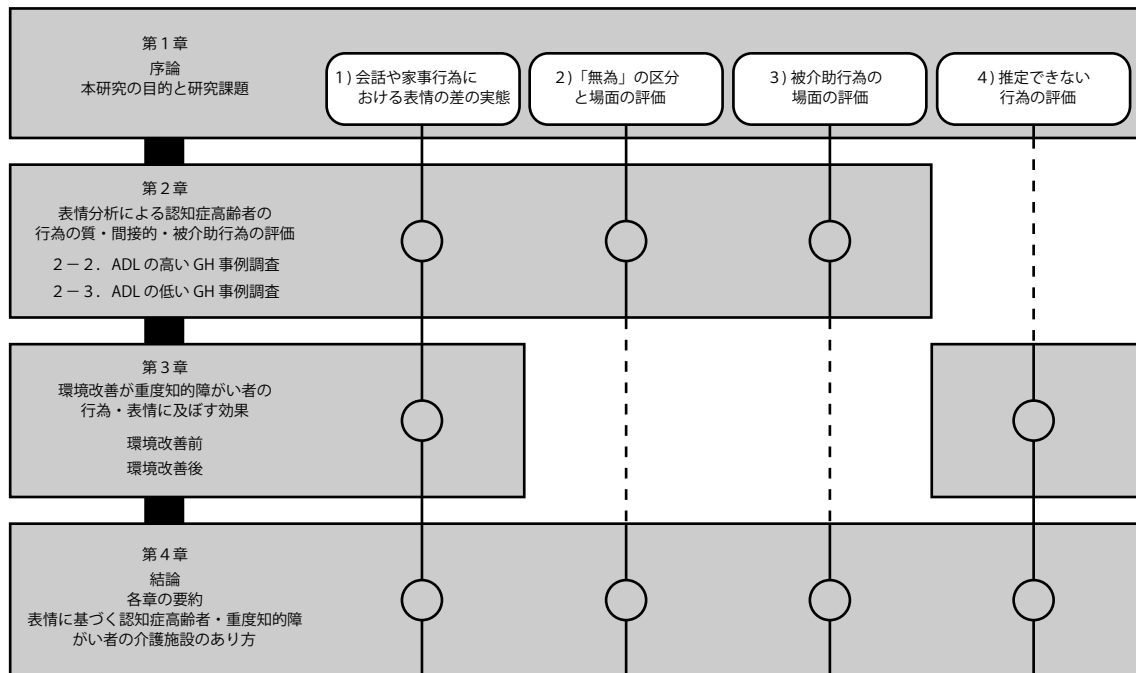 第1章
序論
本研究の目的と研究課題
1）会話や家事行為に
おける表情の差の実態
2）「無為」の区分
と場面の評価
3）被介助行為の
場面の評価
4）推定できない
行為の評価
第2章
表情分析による認知症高齢者の
行為の質・間接的・被介助行為の評価
2－2．ADL の高い GH 事例調査
2－3．ADL の低い GH 事例調査
第3章
環境改善が重度知的障がい者の
行為・表情に及ぼす効果
環境改善前
環境改善後
第4章
結論
各章の要約
表情に基づく認知症高齢者・重度知的障
がい者の介護施設のあり方